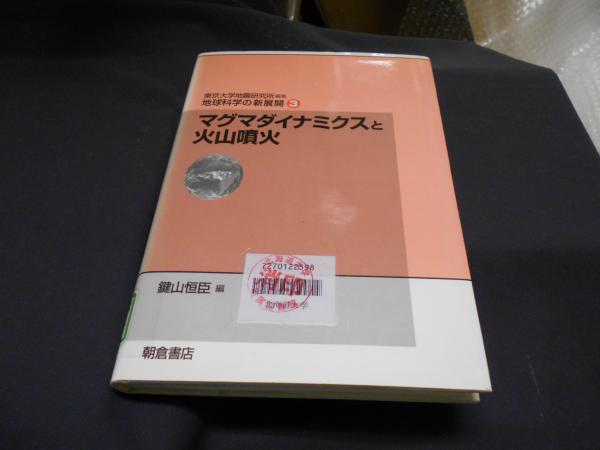 東京大学地震研究所 編集
地球科学の新展開 3
マグマダイナミクスと
火山噴火
7270122598
鍵山恒臣 編
朝倉書店